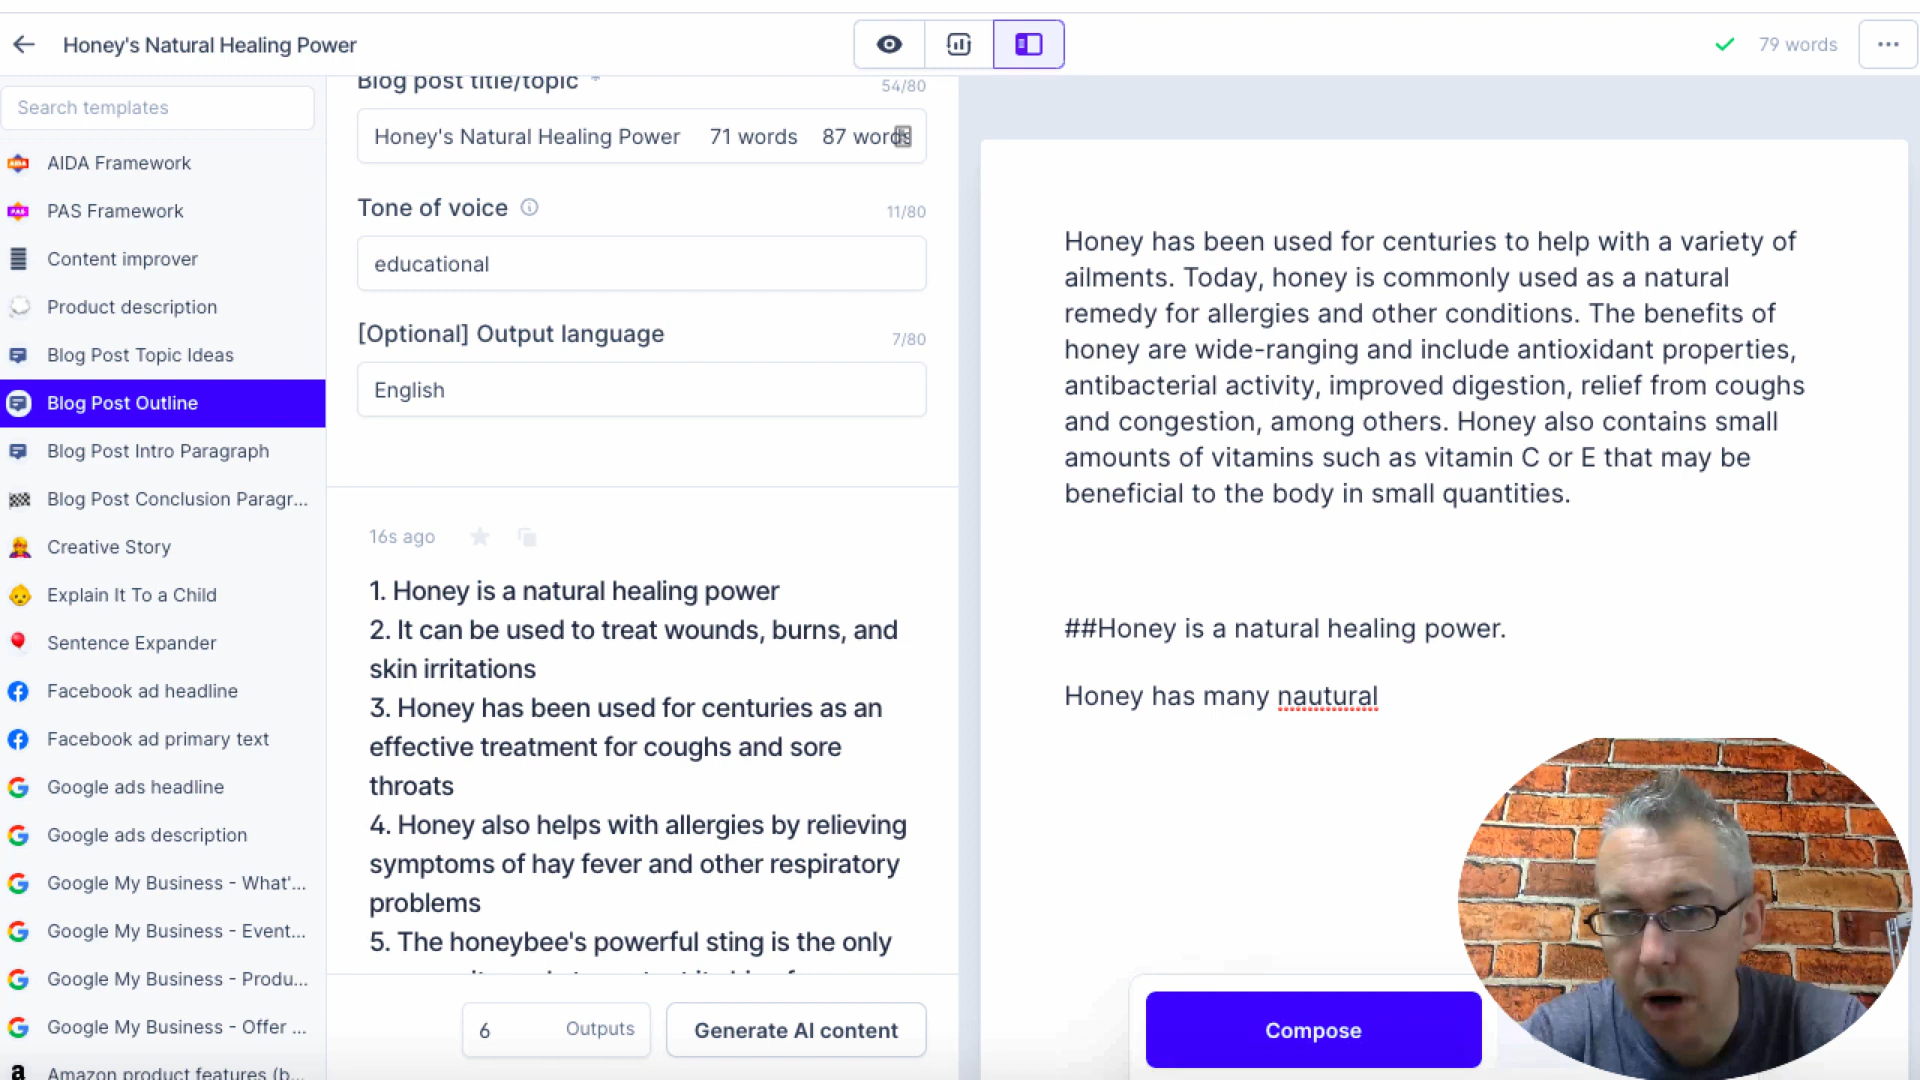 Honey's Natural Healing Power
79 words
Search templates
AIDA Framework
PAS Framework
Content improver
Product description
Blog Post Topic Ideas
Blog Post Outline
Blog Post Intro Paragraph
Blog Post Conclusion Paragr...
Creative Story
Explain It To a Child
Sentence Expander
Facebook ad headline
Facebook ad primary text
Google ads headline
Google ads description
Google My Business - What'...
Google My Business - Event...
Google My Business - Produ...
Google My Business - Offer ...
Amazon product features (b...
Blog post title/topic *
54/80
Honey's Natural Healing Power 71 words 87 words
Tone of voice
11/80
educational
[Optional] Output language
7/80
English
16s ago
1. Honey is a natural healing power
2. It can be used to treat wounds, burns, and
skin irritations
3. Honey has been used for centuries as an
effective treatment for coughs and sore
throats
4. Honey also helps with allergies by relieving
symptoms of hay fever and other respiratory
problems
5. The honeybee's powerful sting is the only
6 Outputs
Generate AI content
Honey has been used for centuries to help with a variety of
ailments. Today, honey is commonly used as a natural
remedy for allergies and other conditions. The benefits of
honey are wide-ranging and include antioxidant properties,
antibacterial activity, improved digestion, relief from coughs
and congestion, among others. Honey also contains small
amounts of vitamins such as vitamin C or E that may be
beneficial to the body in small quantities.
##Honey is a natural healing power.
Honey has many nautural
Compose